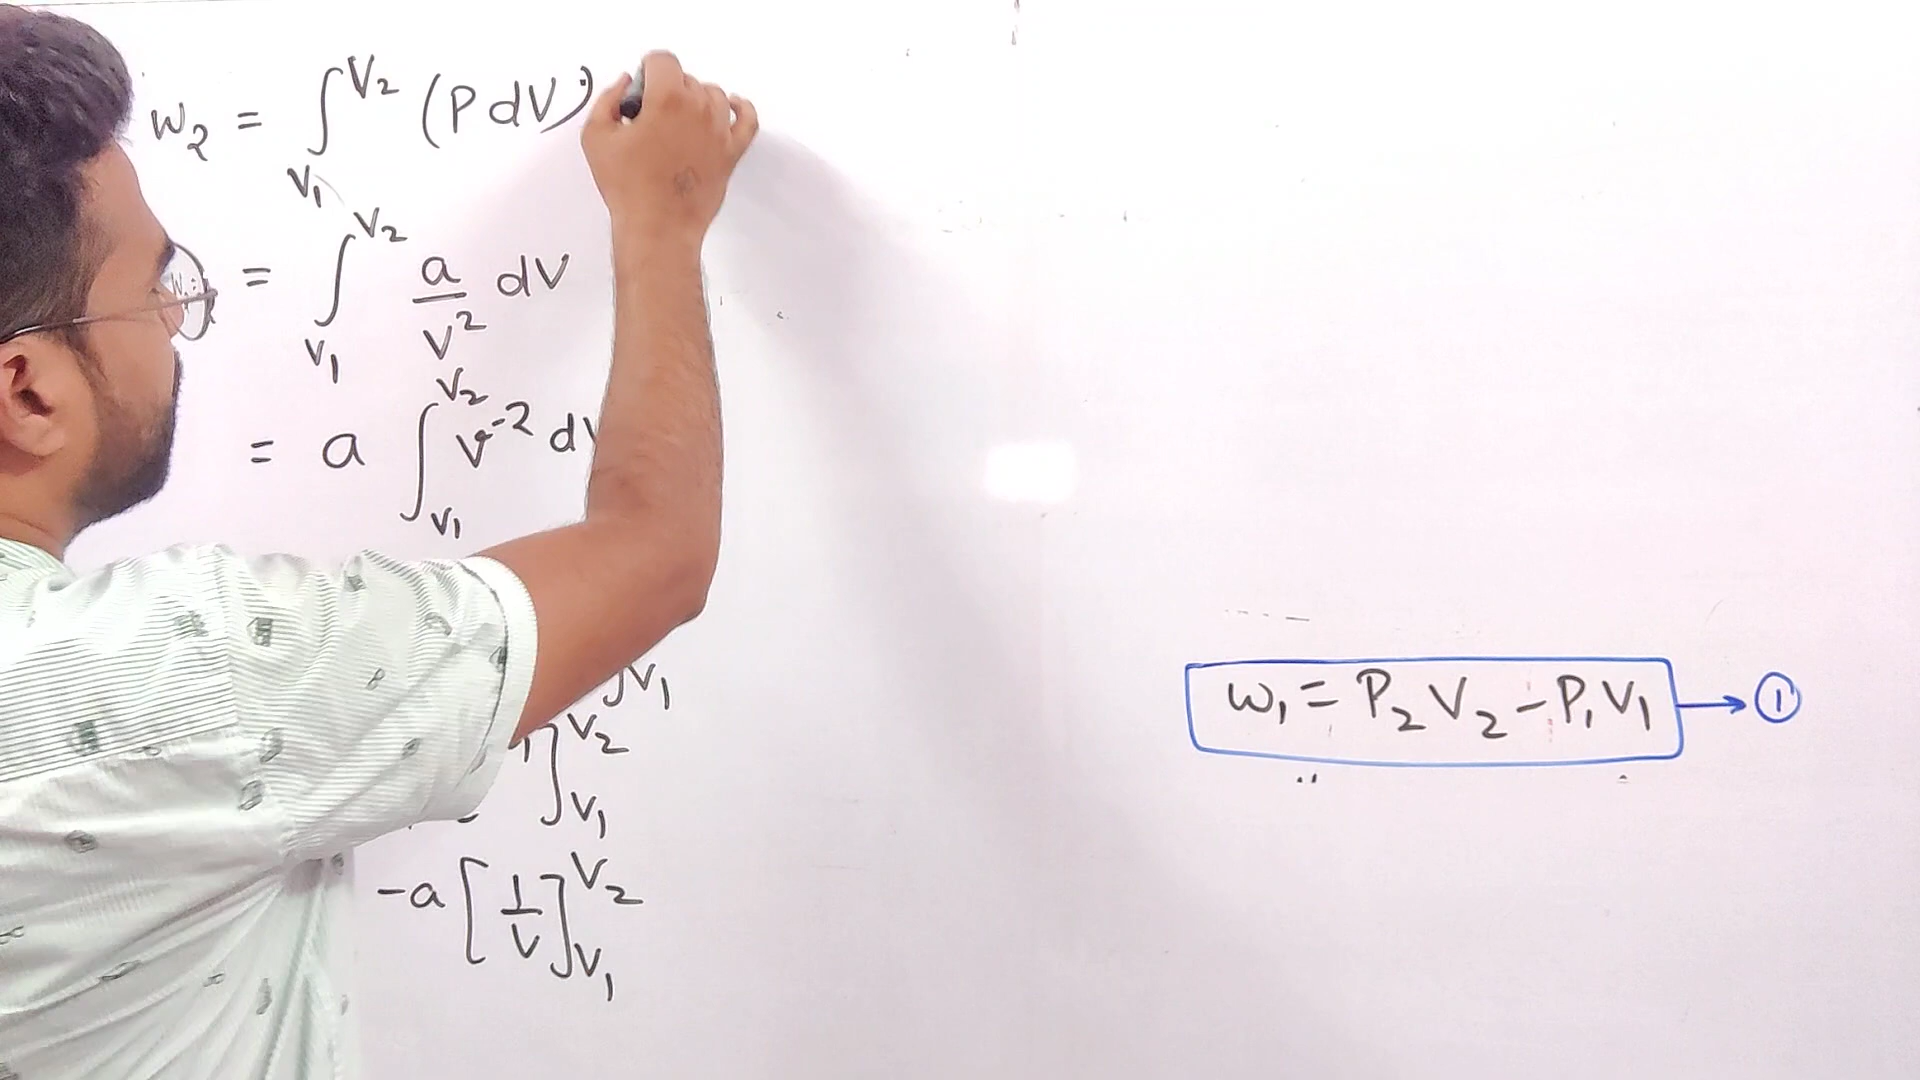 W₂ = ∫_{V₁}^{V₂} (P dV)
= ∫_{V₁}^{V₂} a/V² dV
= a ∫_{V₁}^{V₂} V⁻² dV
]V₁
]_{V₁}^{V₂}
-a [1/V]_{V₁}^{V₂}
W₁ = P₂V₂ - P₁V₁ → ①